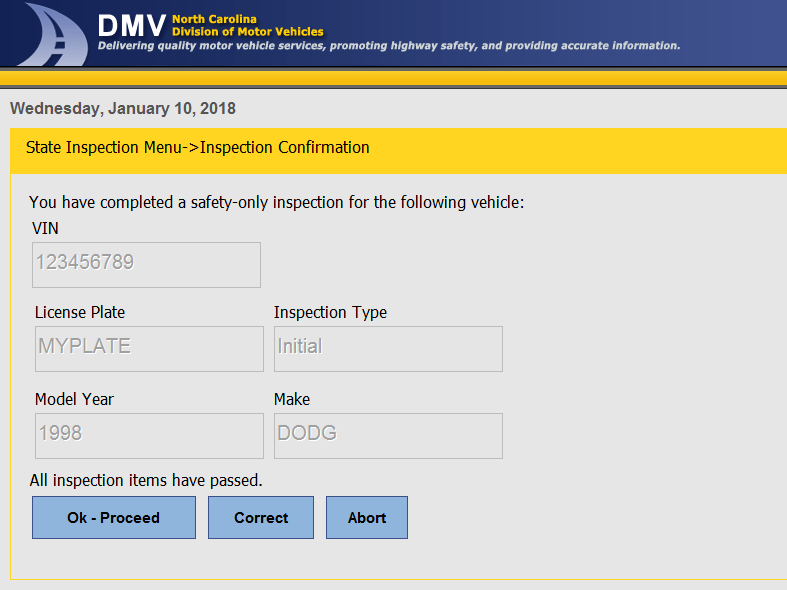 DMV North Carolina
Division of Motor Vehicles
Delivering quality motor vehicle services, promoting highway safety, and providing accurate information.
Wednesday, January 10, 2018
State Inspection Menu->Inspection Confirmation
You have completed a safety-only inspection for the following vehicle:
VIN
123456789
License Plate Inspection Type
MYPLATE Initial
Model Year Make
1998 DODG
All inspection items have passed.
Ok - Proceed Correct Abort